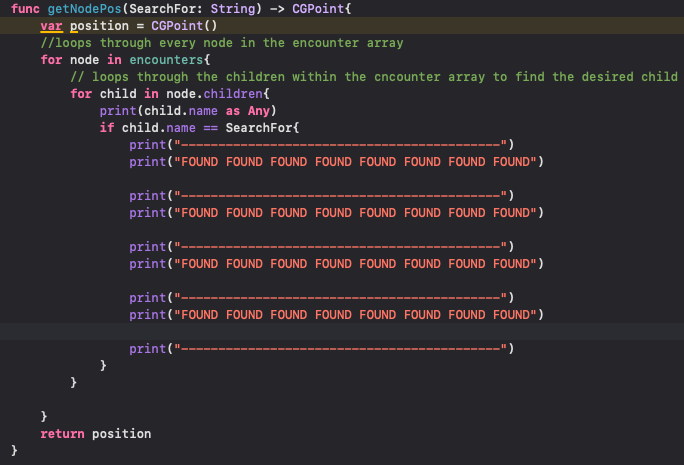 func getNodePos(SearchFor: String) -> CGPoint{
var position = CGPoint()
//loops through every node in the encounter array
for node in encounters{
// loops through the children within the cncounter array to find the desired child
for child in node.children{
print(child.name as Any)
if child.name == SearchFor{
print("-------------------------------------------")
print("FOUND FOUND FOUND FOUND FOUND FOUND FOUND FOUND")
print("-------------------------------------------")
print("FOUND FOUND FOUND FOUND FOUND FOUND FOUND FOUND")
print("-------------------------------------------")
print("FOUND FOUND FOUND FOUND FOUND FOUND FOUND FOUND")
print("-------------------------------------------")
print("FOUND FOUND FOUND FOUND FOUND FOUND FOUND FOUND")
print("-------------------------------------------")
}
}
}
return position
}